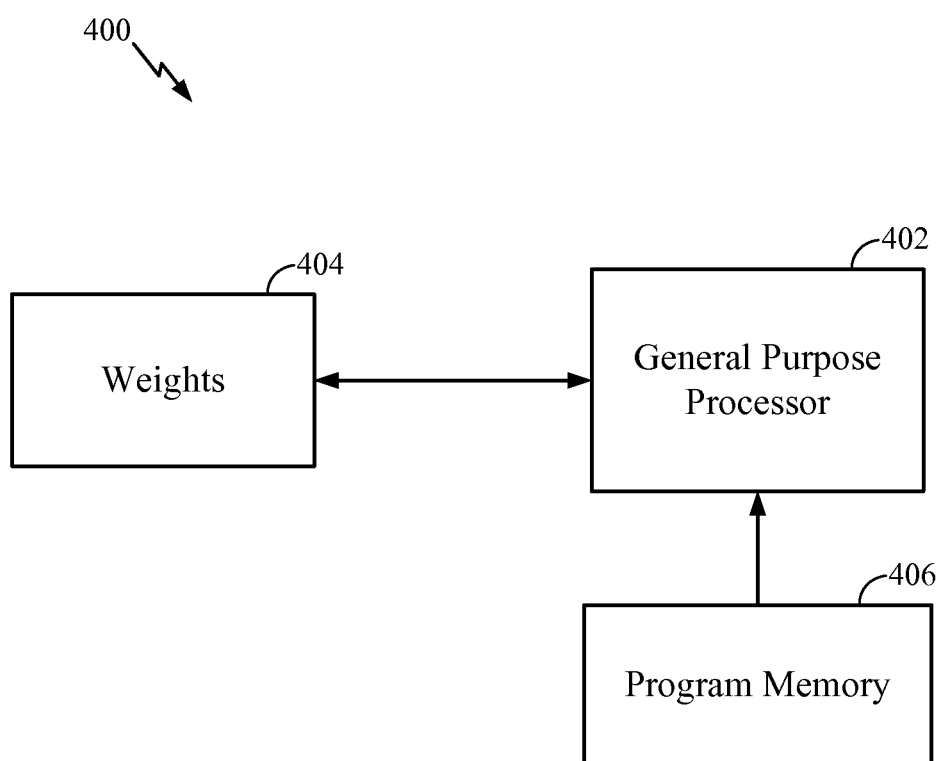 400
402
404
General Purpose
Processor
Weights
406
Program Memory